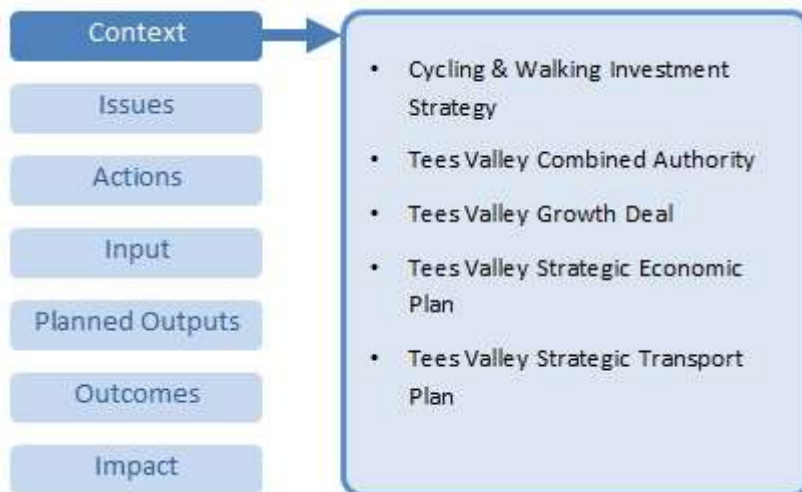 Context
Issues
Actions
Input
Planned Outputs
Outcomes
Impact
• Cycling & Walking Investment
Strategy
• Tees Valley Combined Authority
• Tees Valley Growth Deal
• Tees Valley Strategic Economic
Plan
• Tees Valley Strategic Transport
Plan